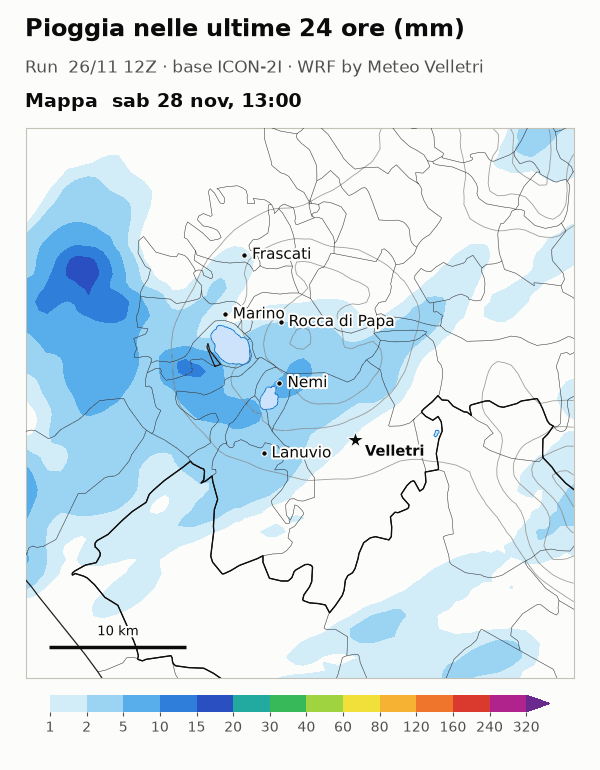 Pioggia nelle ultime 24 ore (mm)
Run 26/11 12Z · base ICON-2I · WRF by Meteo Velletri
Mappa sab 28 nov, 13:00
Frascati
Marino
Rocca di Papa
Nemi
Velletri
Lanuvio
10 km
1 2 5 10 15 20 30 40 60 80 120 160 240 320